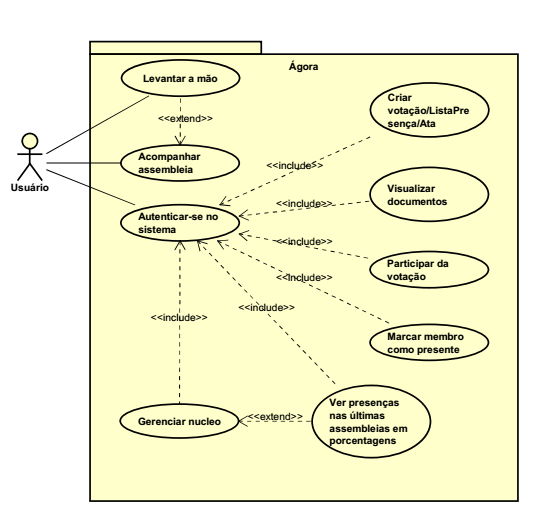 Ágora
Levantar a mão
<<extend>>
Criar
votação/ListaPre
sença/Ata
Usuário
Acompanhar
assembleia
<<include>>
Visualizar
documentos
<<include>>
Autenticar-se no
sistema
<<include>>
Participar da
votação
<<include>>
<<include>>
<<include>>
Marcar membro
como presente
Gerenciar nucleo
<<extend>>
Ver presenças
nas últimas
assembleias em
porcentagens